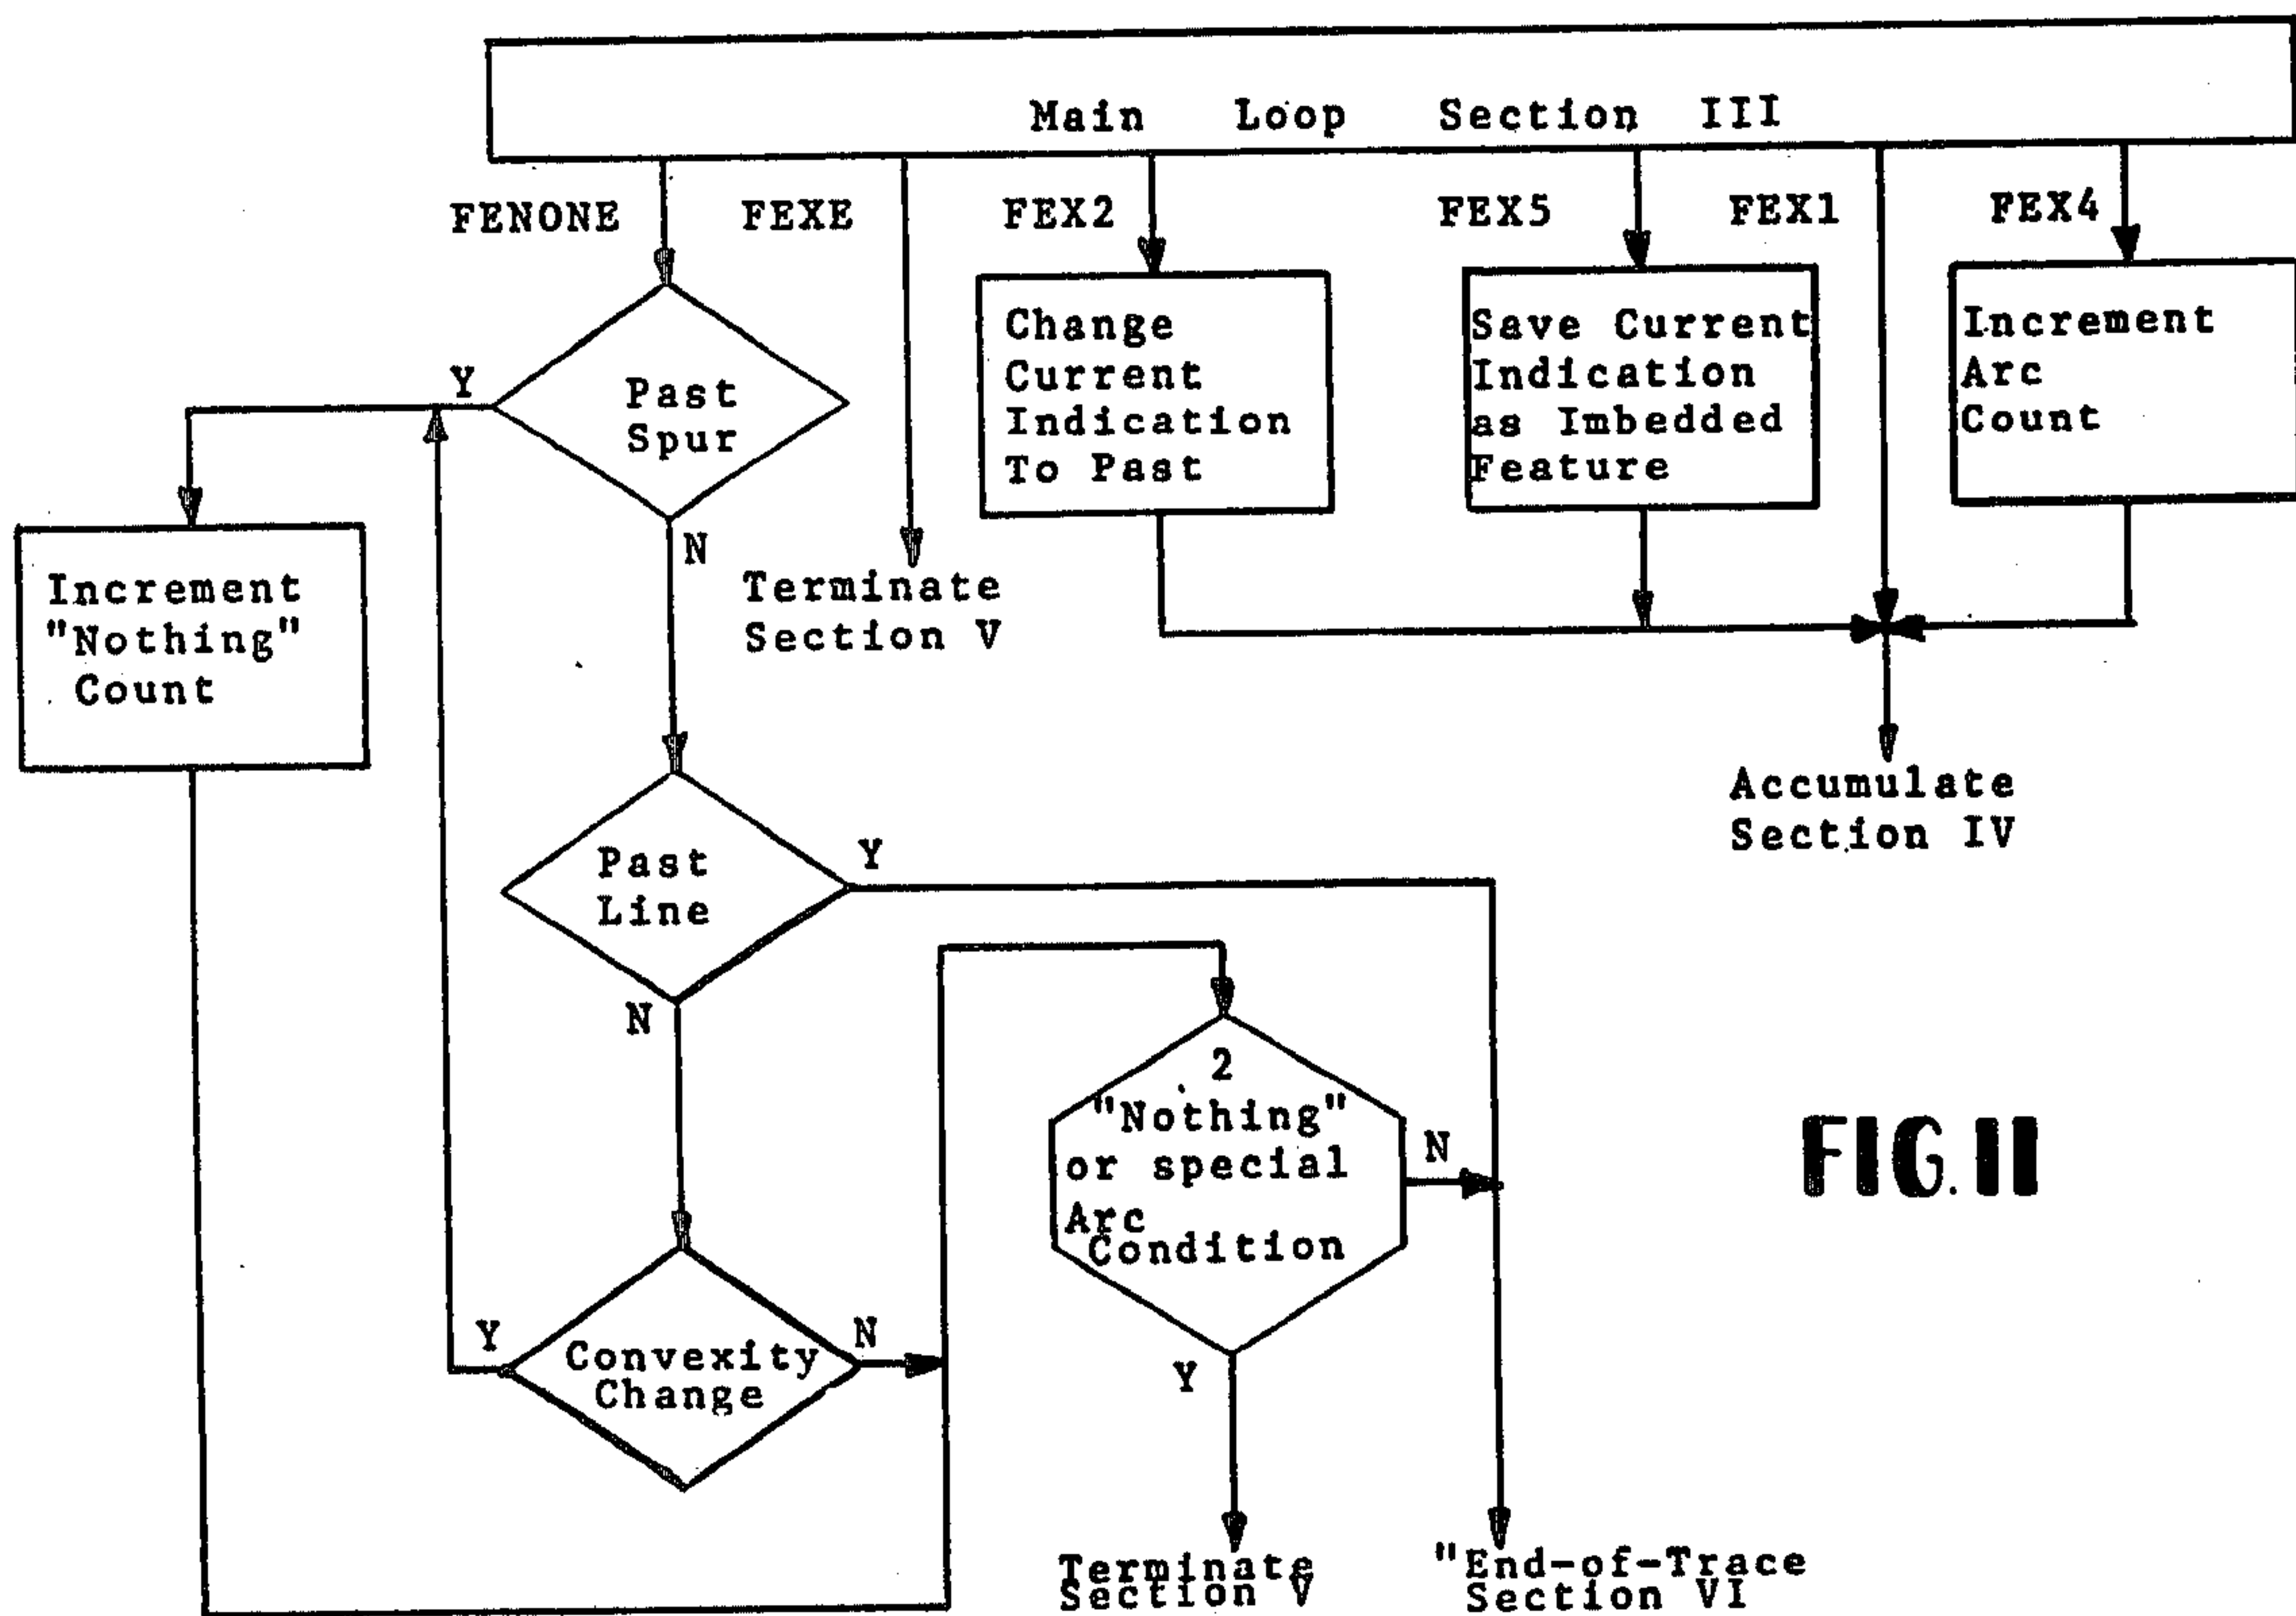 Main Loop Section III
FENONE
FEXE
FEX2
FEX5
FEX1
FEX4
Past
Spur
Y
N
Change
Current
Indication
To Past
Save Current
Indication
as Imbedded
Feature
Increment
Arc
Count
Increment
"Nothing"
Count
Terminate
Section V
Accumulate
Section IV
Past
Line
Y
N
2
"Nothing"
or special
Arc
Condition
N
Y
Convexity
Change
Y
N
Terminate
Section V
"End-of-Trace
Section VI
FIG. 11